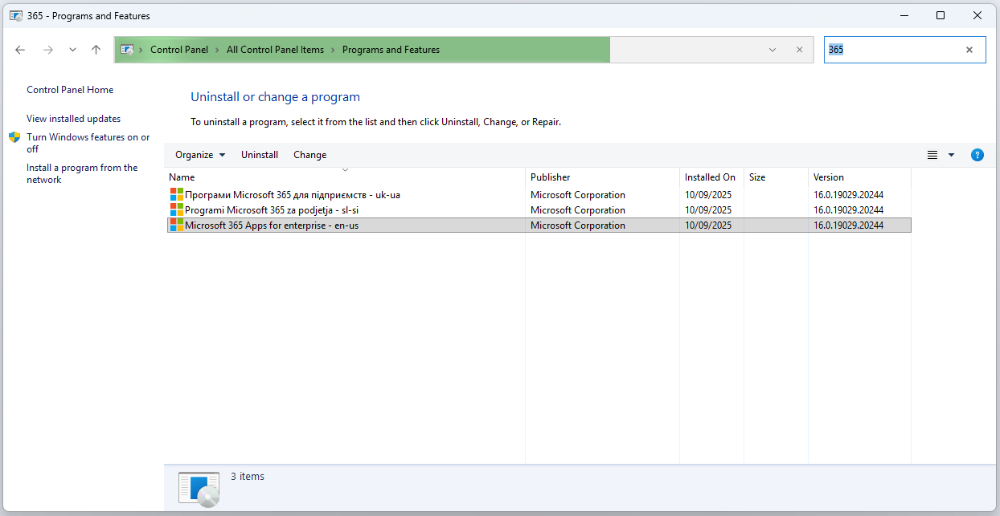 365 - Programs and Features
Control Panel > All Control Panel Items > Programs and Features
365
Control Panel Home
View installed updates
Turn Windows features on or
off
Install a program from the
network
Uninstall or change a program
To uninstall a program, select it from the list and then click Uninstall, Change, or Repair.
Organize Uninstall Change
?
Name Publisher Installed On Size Version
Програми Microsoft 365 для підприємств - uk-ua Microsoft Corporation 10/09/2025 16.0.19029.20244
Programi Microsoft 365 za podjetja - sl-si Microsoft Corporation 10/09/2025 16.0.19029.20244
Microsoft 365 Apps for enterprise - en-us Microsoft Corporation 10/09/2025 16.0.19029.20244
3 items